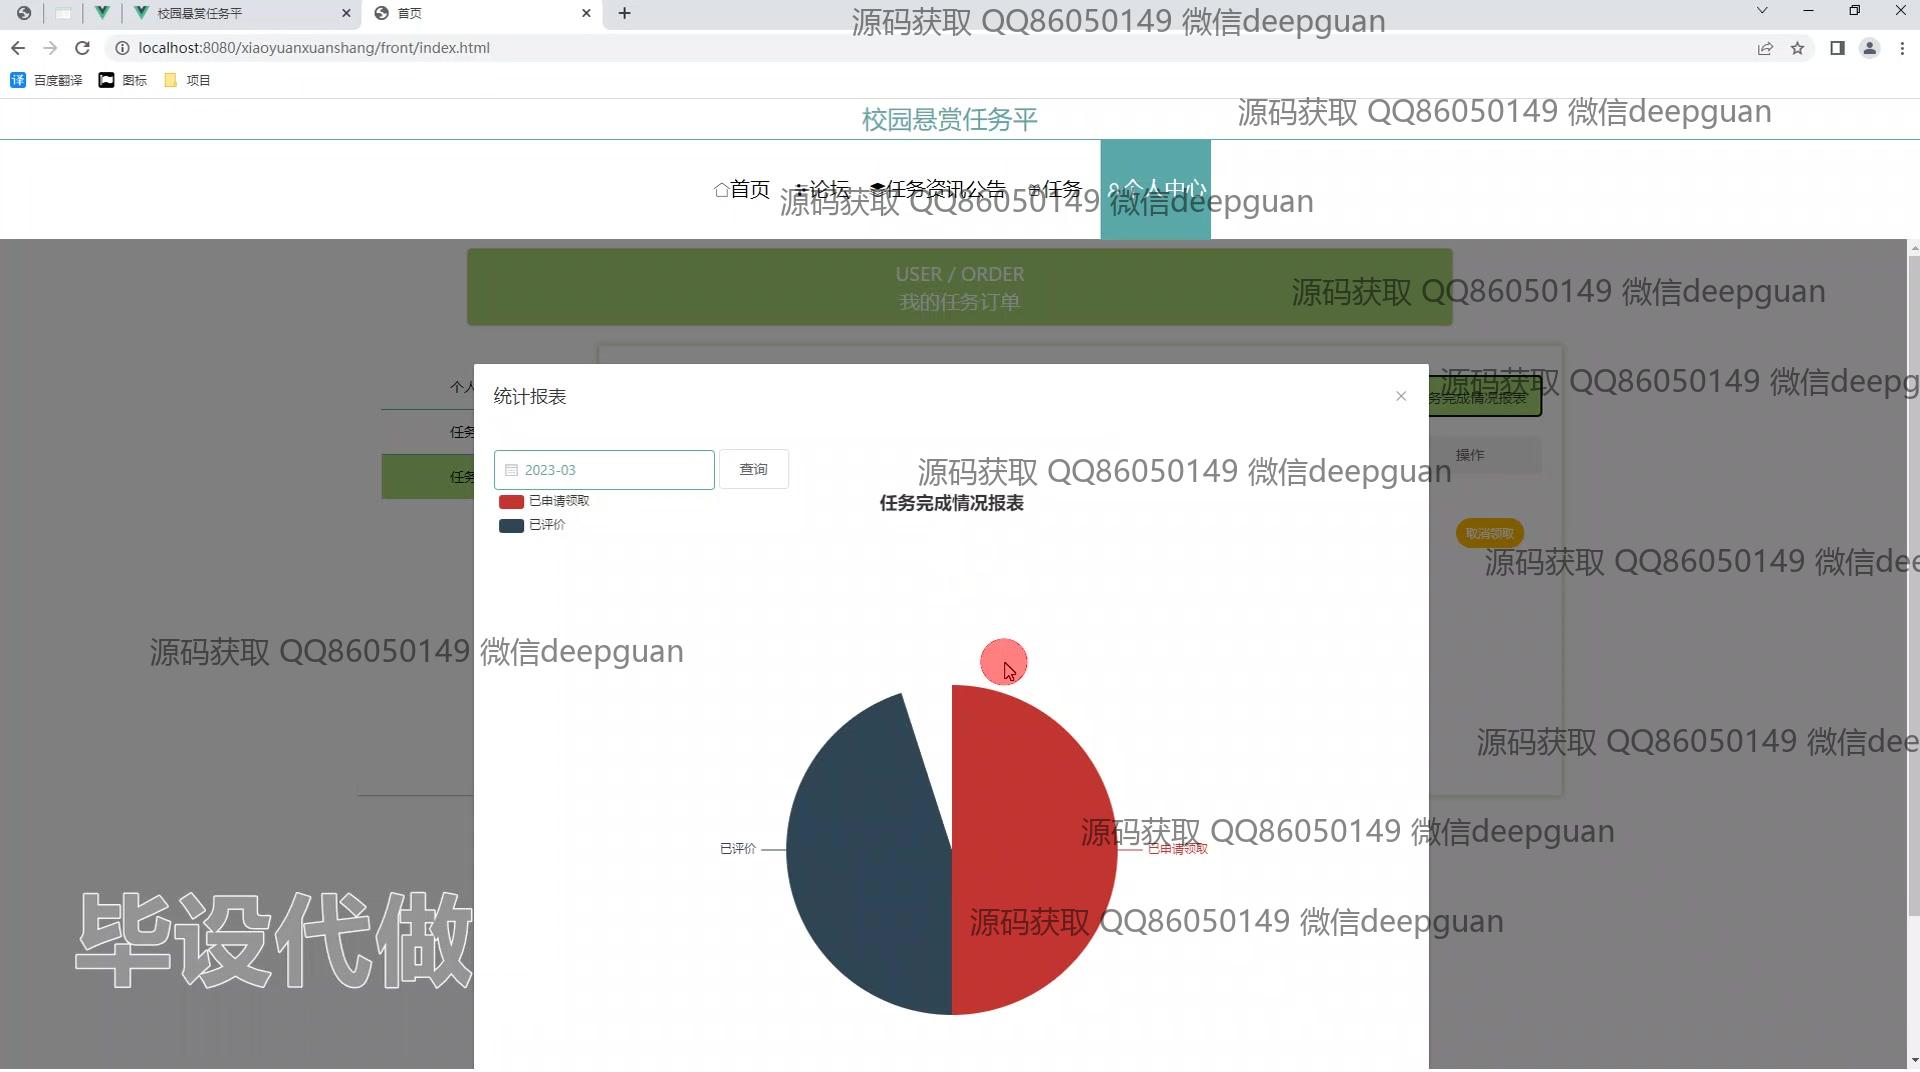 校园悬赏任务平
首页
源码获取 QQ86050149 微信deepguan
localhost:8080/xiaoyuanxuanshang/front/index.html
百度翻译
图标
项目
校园悬赏任务平
源码获取 QQ86050149 微信deepguan
首页
论坛
任务资讯公告
任务
个人中心
源码获取 QQ86050149 微信deepguan
USER / ORDER
我的任务订单
源码获取 QQ86050149 微信deepguan
个人
任务
任务
统计报表
务完成情况报表
源码获取 QQ86050149 微信deepg
操作
2023-03
查询
源码获取 QQ86050149 微信deepguan
已申请领取
已评价
任务完成情况报表
取消领取
源码获取 QQ86050149 微信dee
源码获取 QQ86050149 微信deepguan
源码获取 QQ86050149 微信dee
源码获取 QQ86050149 微信deepguan
已评价
已申请领取
源码获取 QQ86050149 微信deepguan
毕设代做